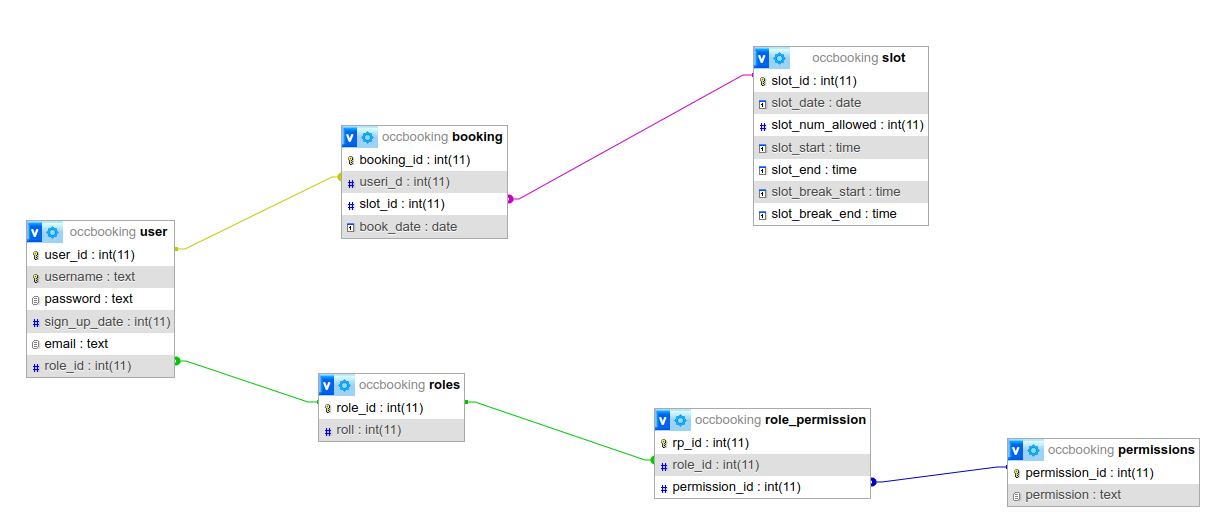 v occbooking slot
slot_id : int(11)
slot_date : date
# slot_num_allowed : int(11)
slot_start : time
slot_end : time
slot_break_start : time
slot_break_end : time
v occbooking booking
booking_id : int(11)
# useri_d : int(11)
# slot_id : int(11)
book_date : date
v occbooking user
user_id : int(11)
username : text
password : text
# sign_up_date : int(11)
email : text
# role_id : int(11)
v occbooking roles
role_id : int(11)
# roll : int(11)
v occbooking role_permission
rp_id : int(11)
# role_id : int(11)
# permission_id : int(11)
v occbooking permissions
permission_id : int(11)
permission : text